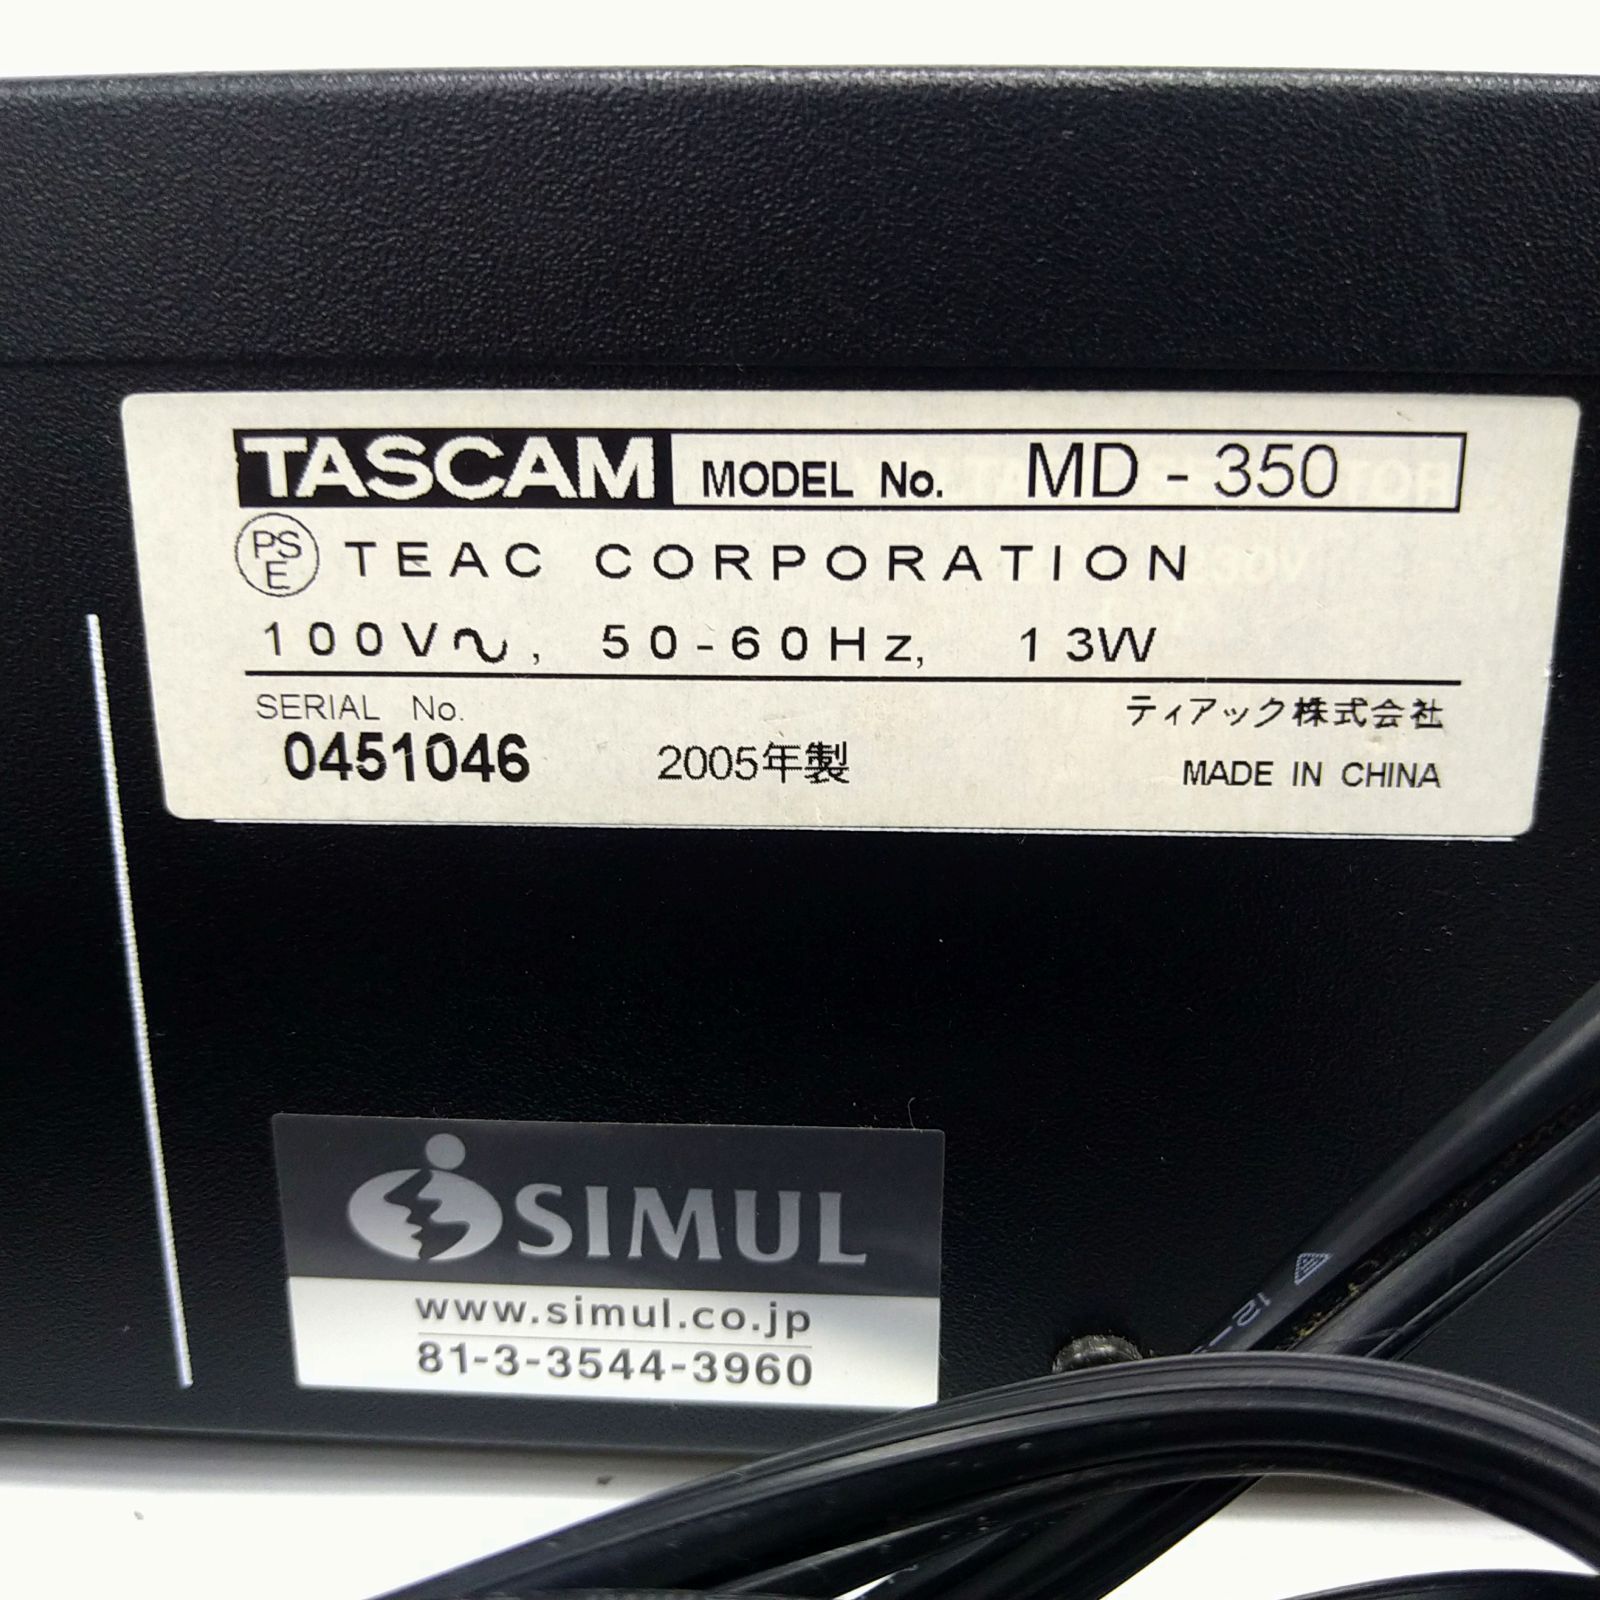 TASCAM MODEL No. MD - 350
PSE TEAC CORPORATION
100V~, 50-60Hz, 13W
SERIAL No. ティアック株式会社
0451046 2005年製 MADE IN CHINA
SIMUL
www.simul.co.jp
81-3-3544-3960
12